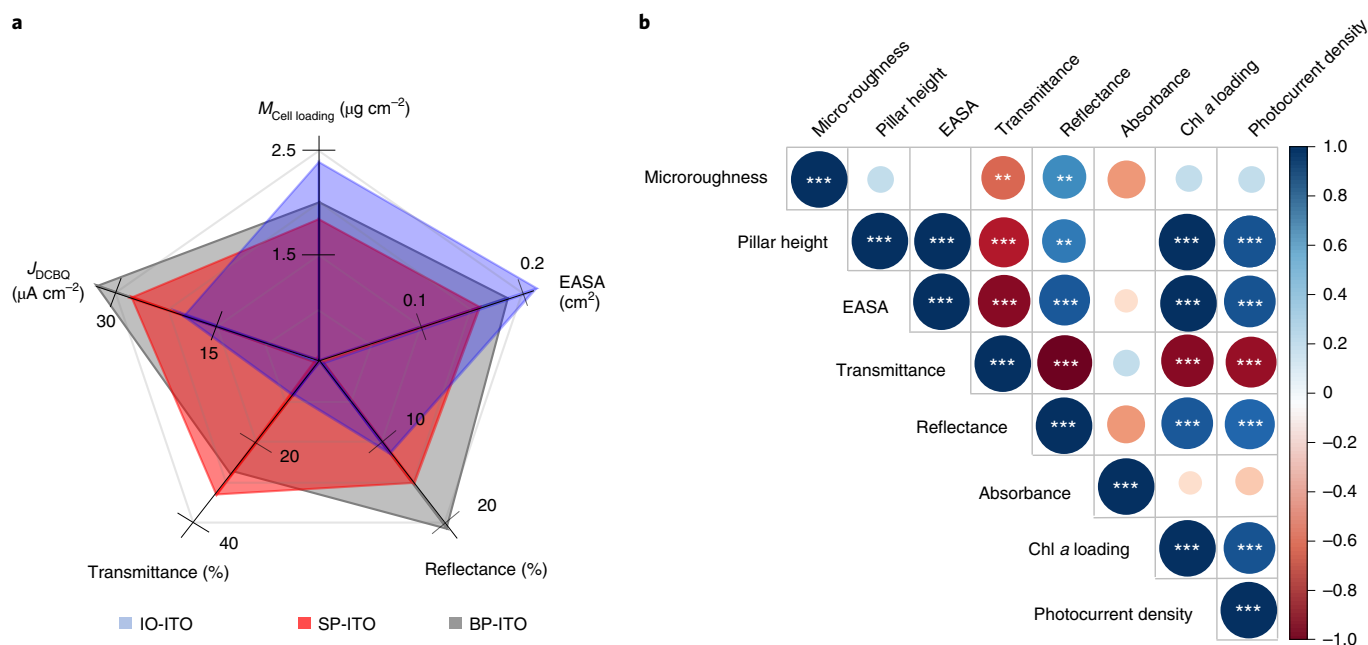 a
M Cell loading (μg cm−2)
2.5
1.5
0.2
EASA
(cm2)
0.1
JDCBQ
(μA cm−2)
30
15
10
20
20
40
Transmittance (%)
Reflectance (%)
IO-ITO
SP-ITO
BP-ITO
b
Micro-roughness
Pillar height
EASA
Transmittance
Reflectance
Absorbance
Chl a loading
Photocurrent density
Microroughness
*** ** **
Pillar height
*** *** *** ** *** ***
EASA
*** *** *** *** ***
Transmittance
*** *** *** ***
Reflectance
*** *** ***
Absorbance
***
Chl a loading
*** ***
Photocurrent density
***
1.0
0.8
0.6
0.4
0.2
0
−0.2
−0.4
−0.6
−0.8
−1.0